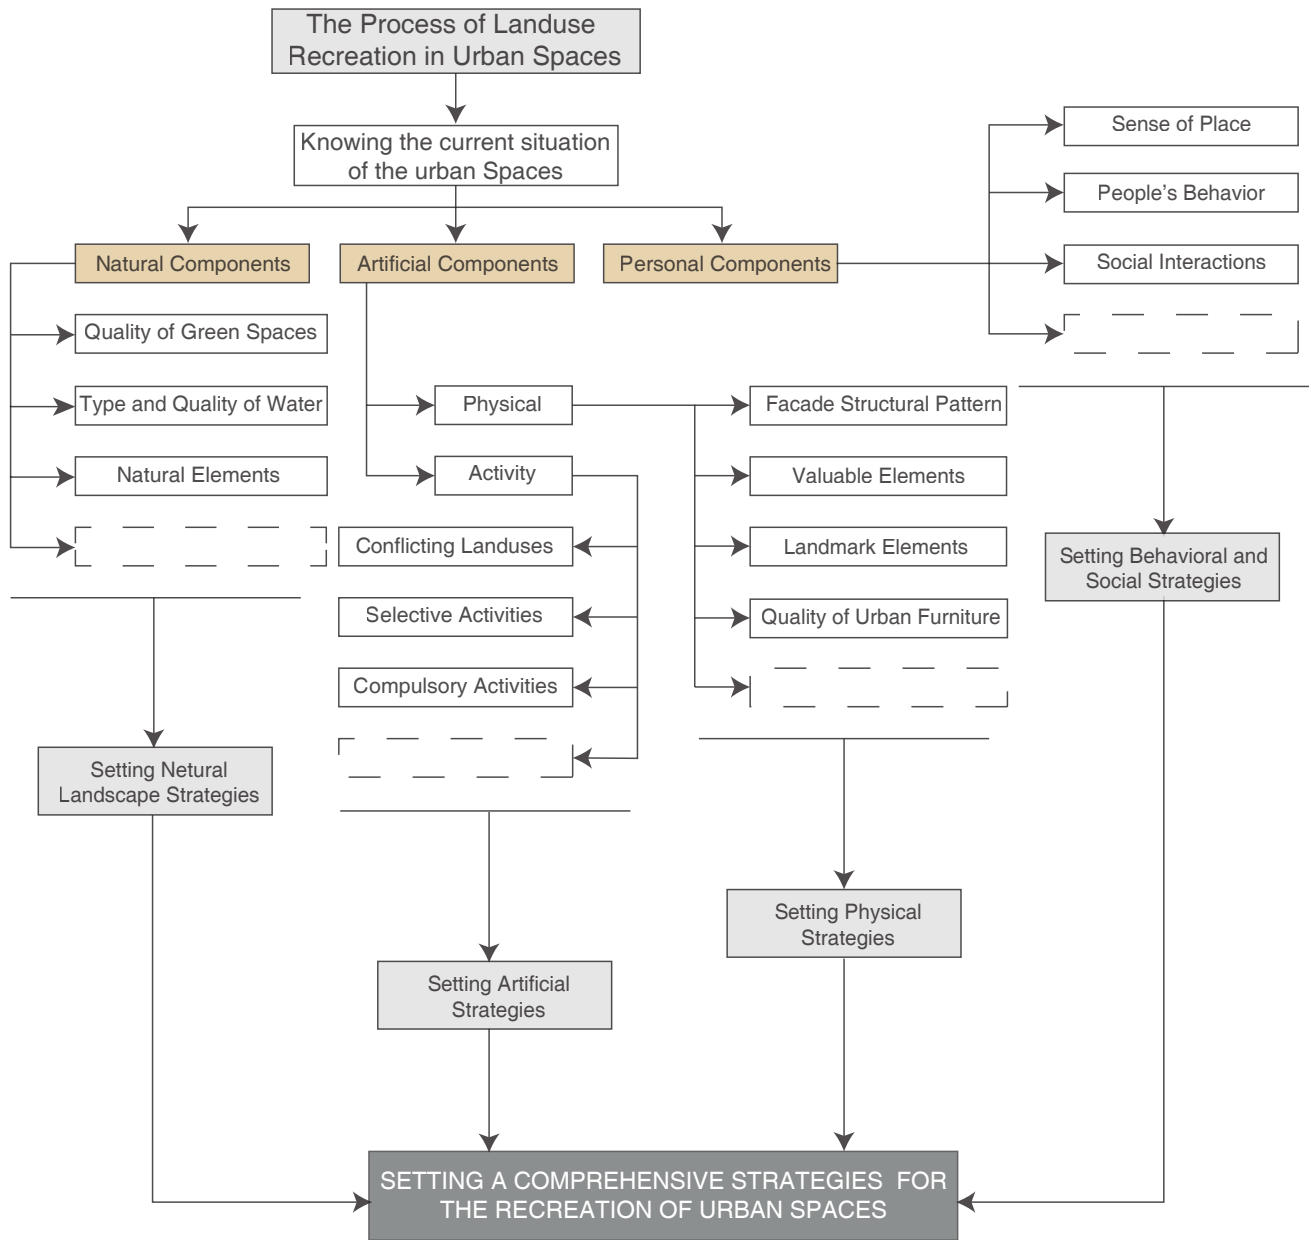 The Process of Landuse
Recreation in Urban Spaces
Knowing the current situation
of the urban Spaces
Natural Components
Artificial Components
Personal Components
Sense of Place
People's Behavior
Social Interactions
Quality of Green Spaces
Type and Quality of Water
Natural Elements
Physical
Activity
Conflicting Landuses
Selective Activities
Compulsory Activities
Facade Structural Pattern
Valuable Elements
Landmark Elements
Quality of Urban Furniture
Setting Behavioral and
Social Strategies
Setting Netural
Landscape Strategies
Setting Physical
Strategies
Setting Artificial
Strategies
SETTING A COMPREHENSIVE STRATEGIES FOR
THE RECREATION OF URBAN SPACES